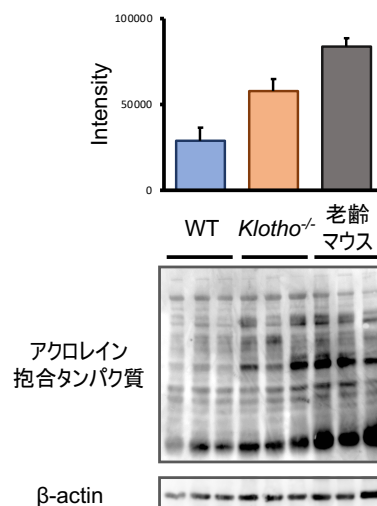 100000
50000
0
Intensity
WT Klotho-/- 老齢
マウス
アクロレイン
抱合タンパク質
β-actin